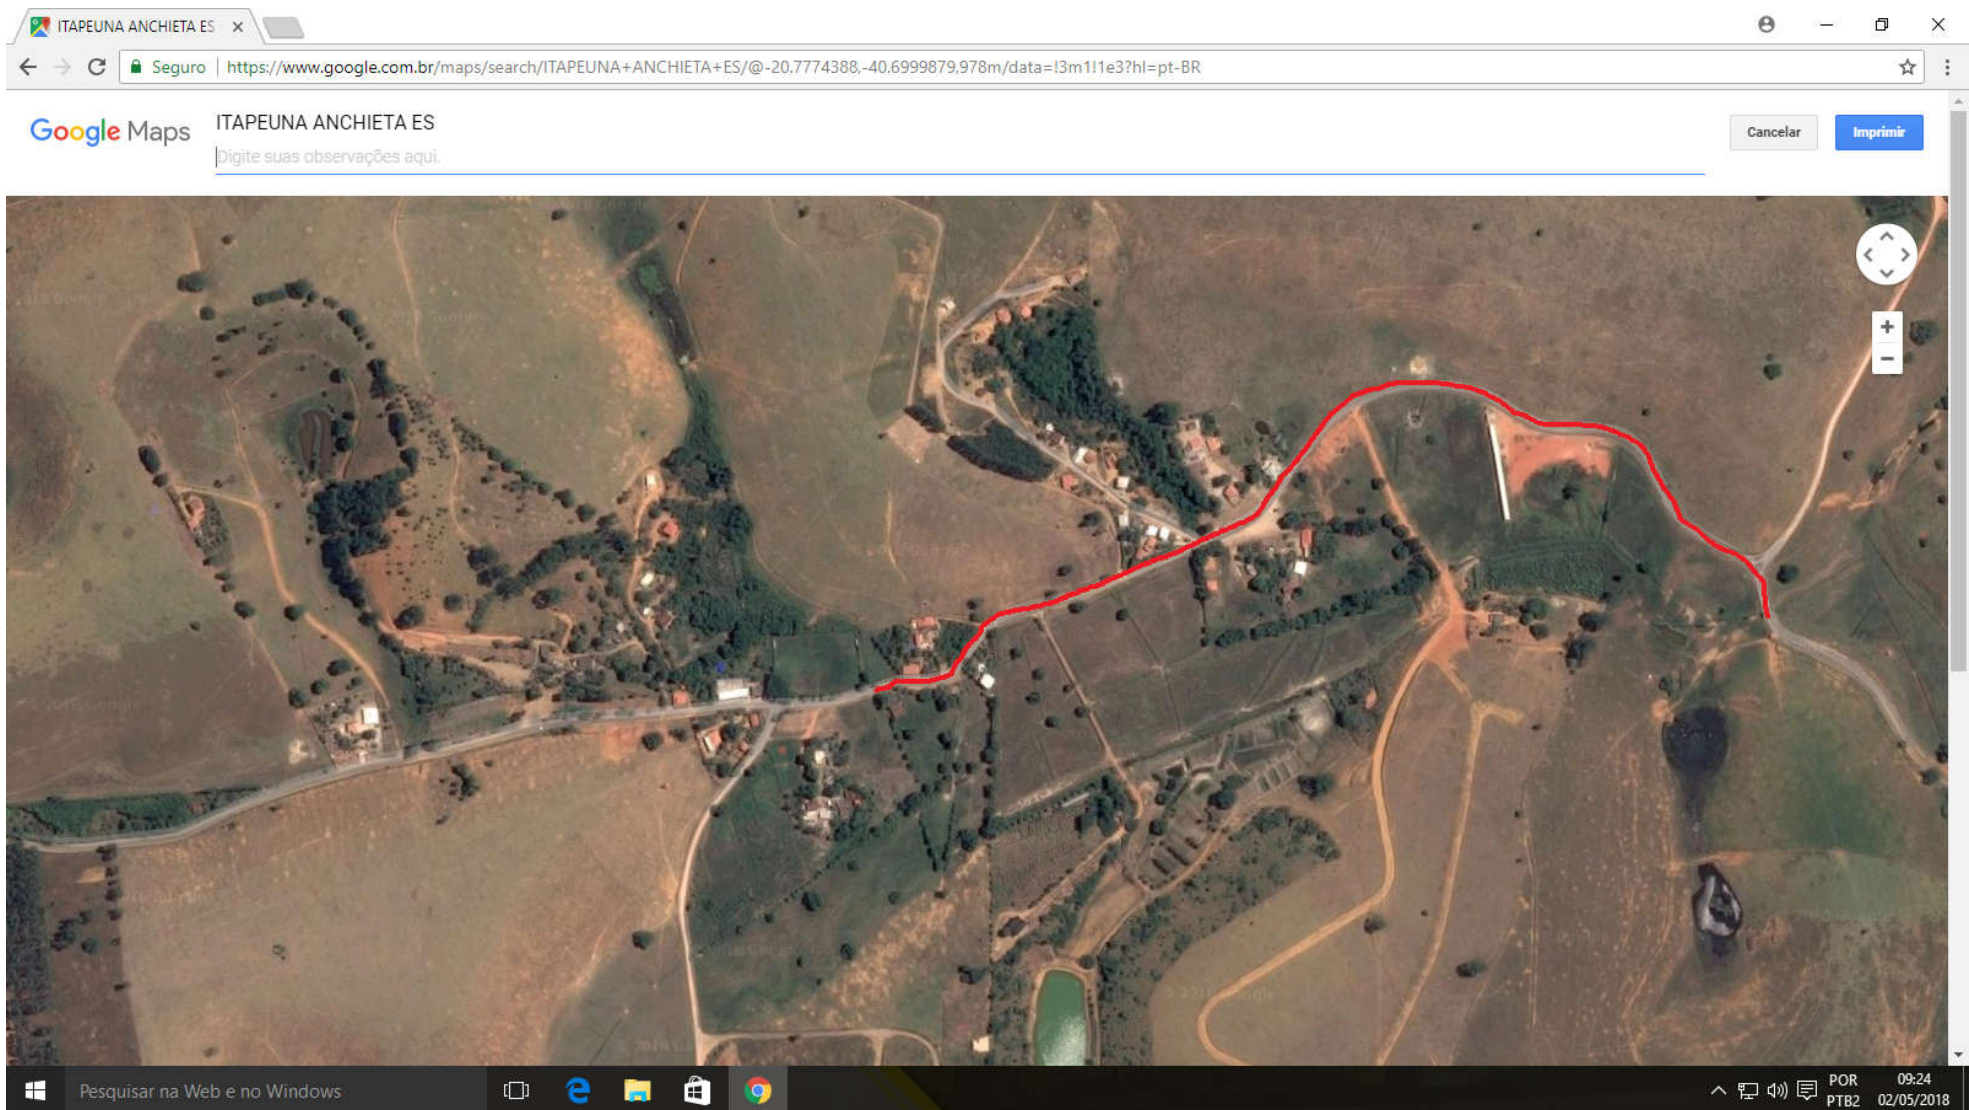 ITAPEUNA ANCHIETA ES
Seguro | https://www.google.com.br/maps/search/ITAPEUNA+ANCHIETA+ES/@-20.7774388,-40.6999879,978m/data=!3m1!1e3?hl=pt-BR
Google Maps
ITAPEUNA ANCHIETA ES
Digite suas observações aqui.
Cancelar
Imprimir
Pesquisar na Web e no Windows
POR
PTB2
09:24
02/05/2018